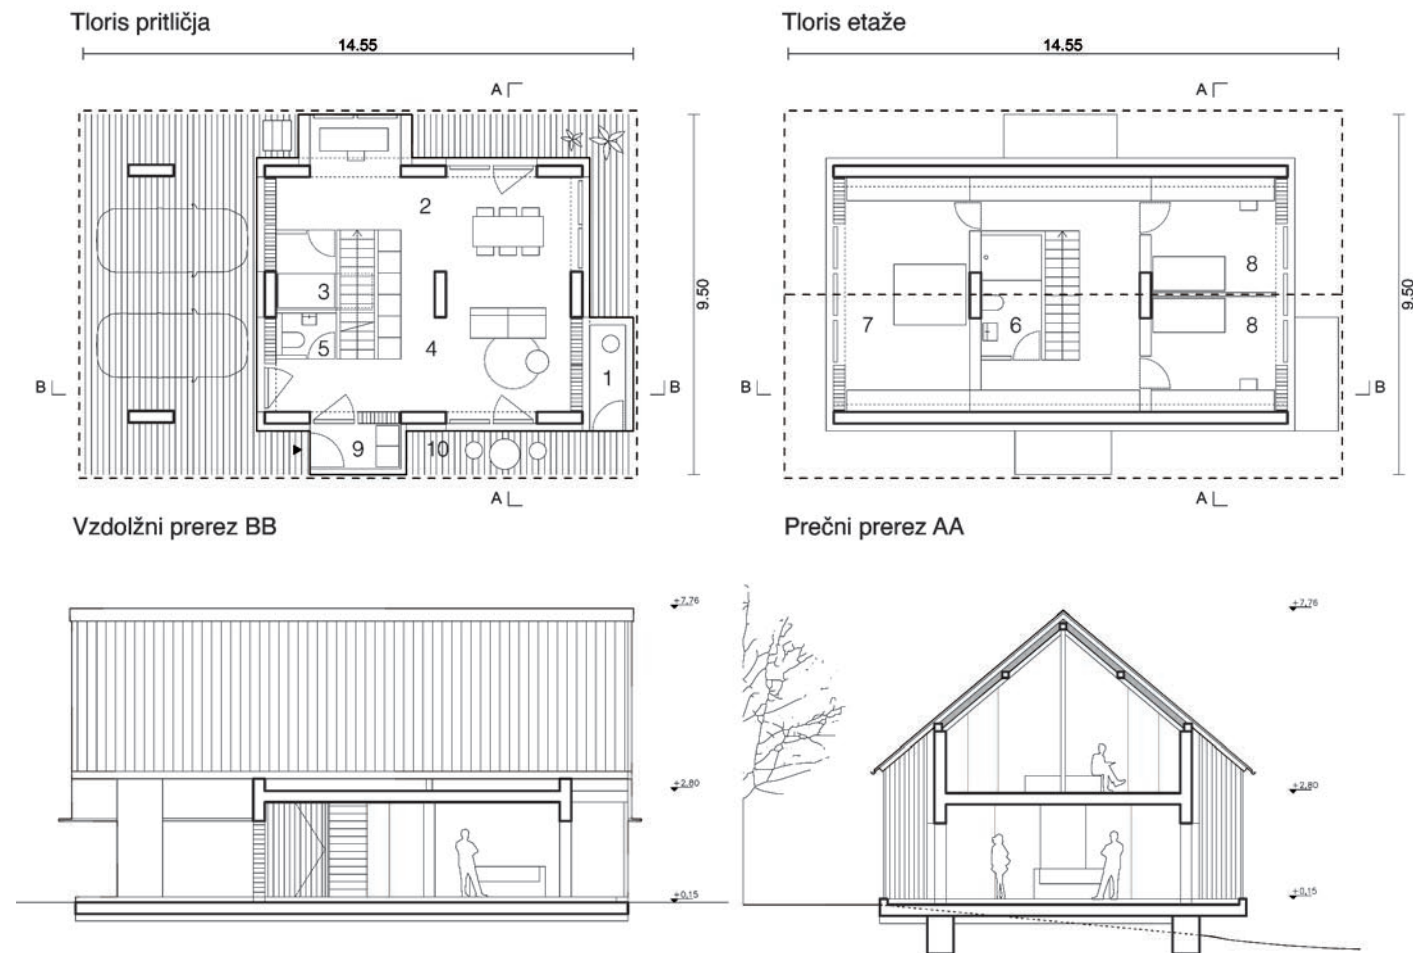 Tloris pritličja
14.55
A
2
3
5
4
1
B
B
9
10
A
9.50
Tloris etaže
14.55
A
8
7
6
8
B
B
A
9.50
Vzdolžni prerez BB
+7,76
+2,80
+0,15
Prečni prerez AA
+7,76
+2,80
+0,15